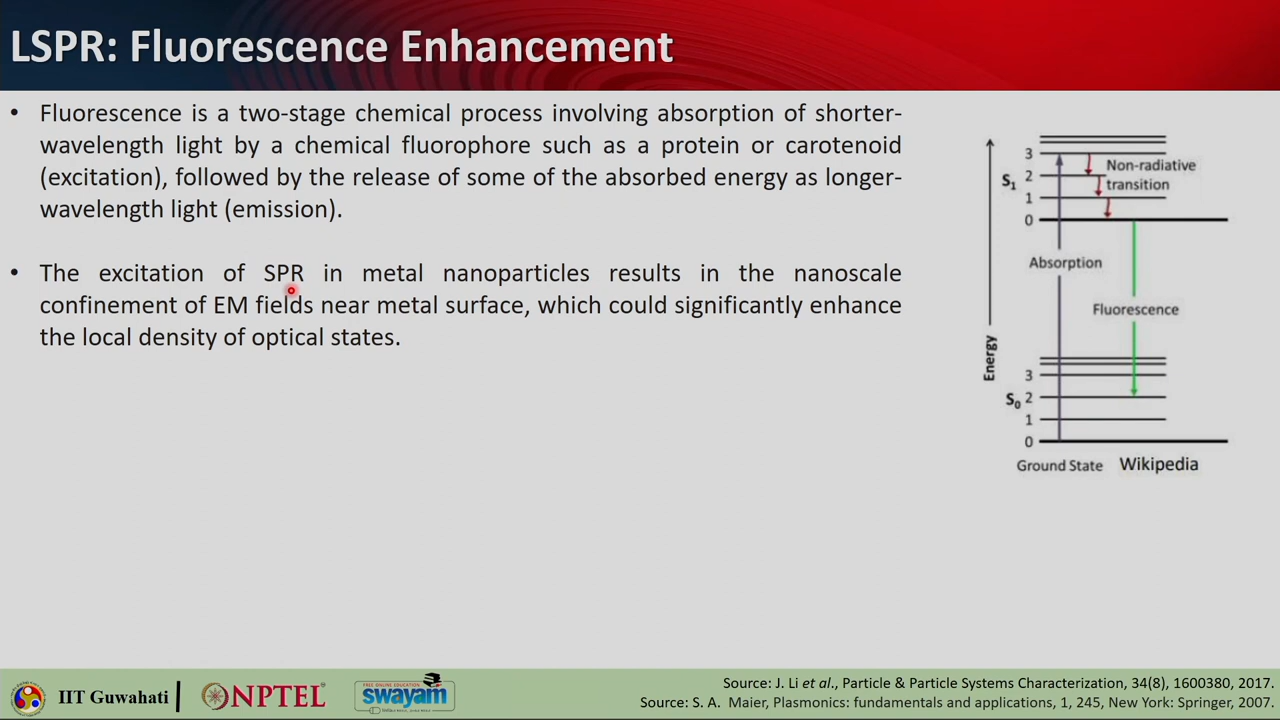 LSPR: Fluorescence Enhancement
• Fluorescence is a two-stage chemical process involving absorption of shorter-
wavelength light by a chemical fluorophore such as a protein or carotenoid
(excitation), followed by the release of some of the absorbed energy as longer-
wavelength light (emission).
• The excitation of SPR in metal nanoparticles results in the nanoscale
confinement of EM fields near metal surface, which could significantly enhance
the local density of optical states.
3
S1 2
1
0
Non-radiative
transition
Absorption
Fluorescence
Energy
3
S0 2
1
0
Ground State Wikipedia
IIT Guwahati
NPTEL
FREE ONLINE EDUCATION
swayam
Source: J. Li et al., Particle & Particle Systems Characterization, 34(8), 1600380, 2017.
Source: S. A. Maier, Plasmonics: fundamentals and applications, 1, 245, New York: Springer, 2007.